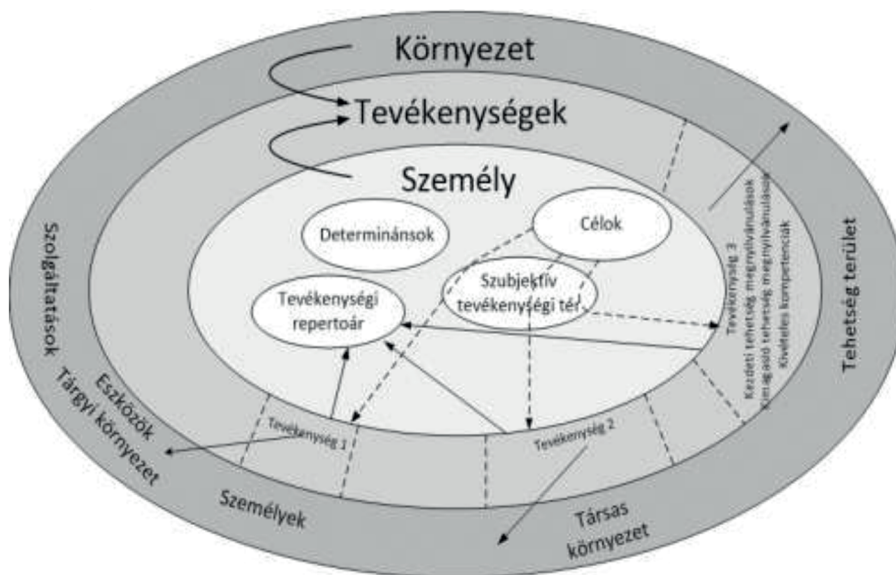 Környezet
Tevékenységek
Személy
Determinánsok
Célok
Szubjektív
tevékenységi tér
Tevékenységi
repertoár
Tevékenység 1
Tevékenység 2
Tevékenység 3
Kezdeti tehetség megnyilvánulások
Kimagasló tehetség megnyilvánulások
Kivételes kompetenciák
Tehetség terület
Szolgáltatások
Eszközök
Tárgyi környezet
Személyek
Társas
környezet